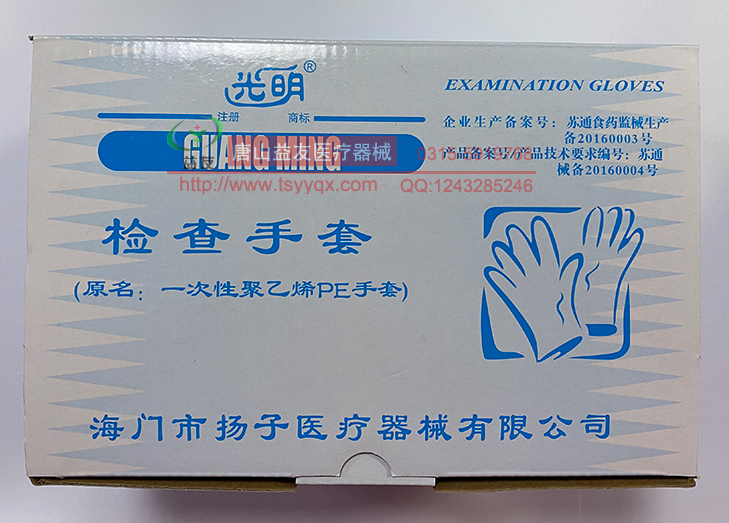 光明®
注册 商标
GUANG MING
唐山益友医疗器械
http://www.tsyyqx.com QQ:1243285246
EXAMINATION GLOVES
企业生产备案号：苏通食药监械生产
备20160003号
产品备案号/产品技术要求编号：苏通
械备20160004号
检查手套
(原名：一次性聚乙烯PE手套)
海门市扬子医疗器械有限公司